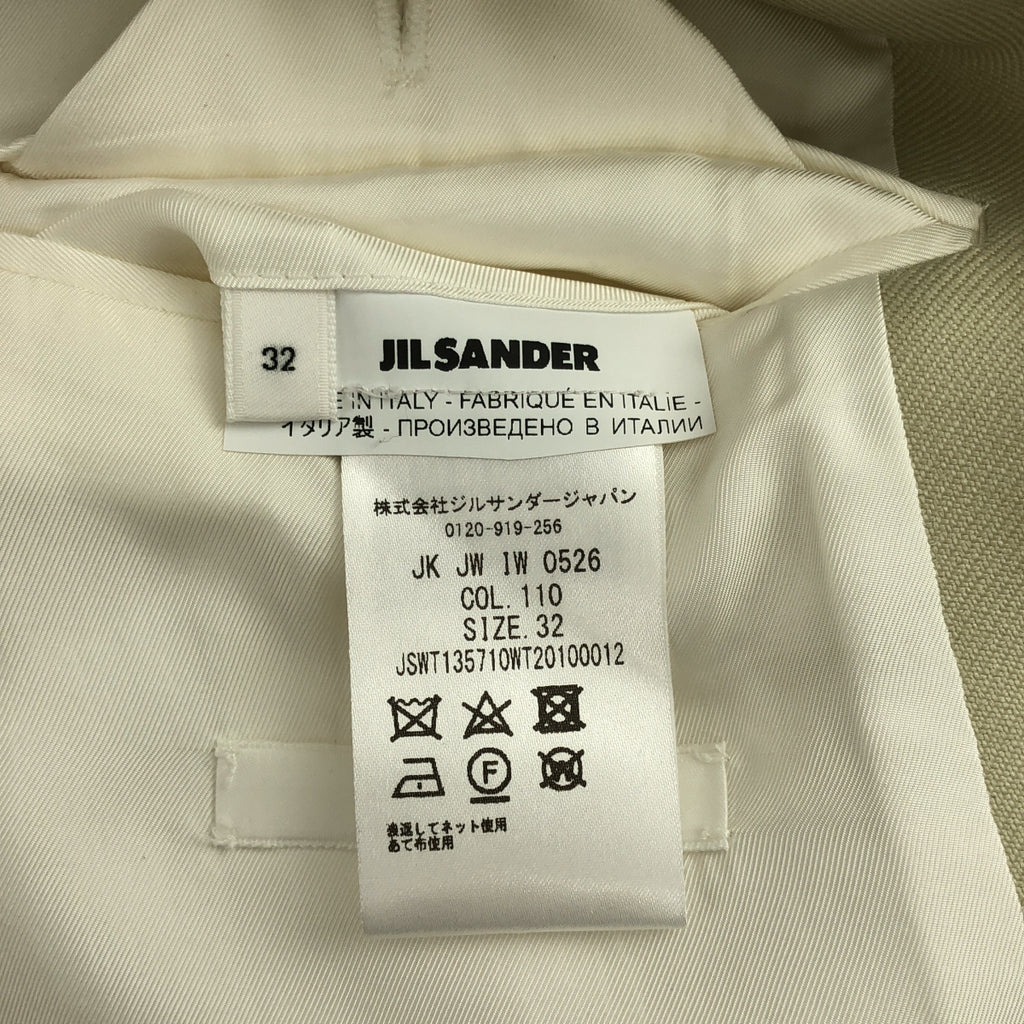 32
JIL SANDER
E IN ITALY - FABRIQUÉ EN ITALIE -
イタリア製 - ПРОИЗВЕДЕНО В ИТАЛИИ
株式会社ジルサンダージャパン
0120-919-256
JK JW IW 0526
COL. 110
SIZE. 32
JSWT135710WT20100012
F
W
裏返してネット使用
あて布使用